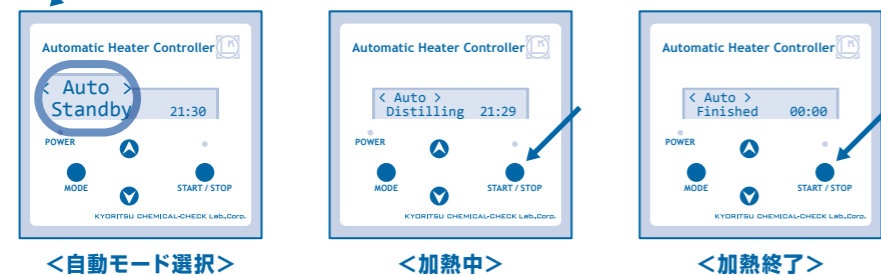 Automatic Heater Controller
< Auto >
Standby 21:30
POWER
MODE
START / STOP
KYORITSU CHEMICAL-CHECK Lab.,Corp.
<自動モード選択>
Automatic Heater Controller
< Auto >
Distilling 21:29
POWER
MODE
START / STOP
KYORITSU CHEMICAL-CHECK Lab.,Corp.
<加熱中>
Automatic Heater Controller
< Auto >
Finished 00:00
POWER
MODE
START / STOP
KYORITSU CHEMICAL-CHECK Lab.,Corp.
<加熱終了>